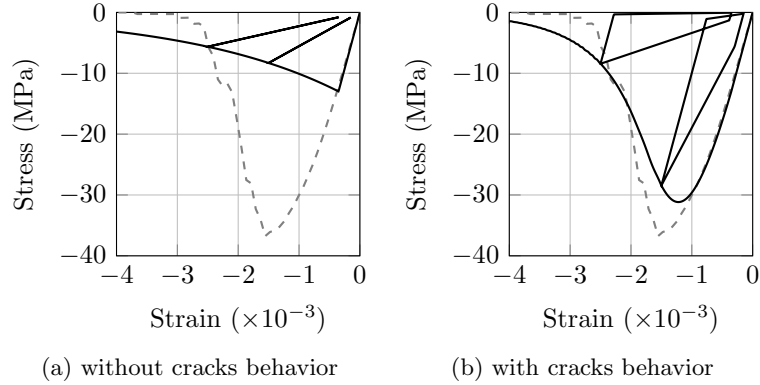 0
−10
−20
−30
−40
Stress (MPa)
−4 −3 −2 −1 0
Strain (×10⁻³)
(a) without cracks behavior
0
−10
−20
−30
−40
Stress (MPa)
−4 −3 −2 −1 0
Strain (×10⁻³)
(b) with cracks behavior